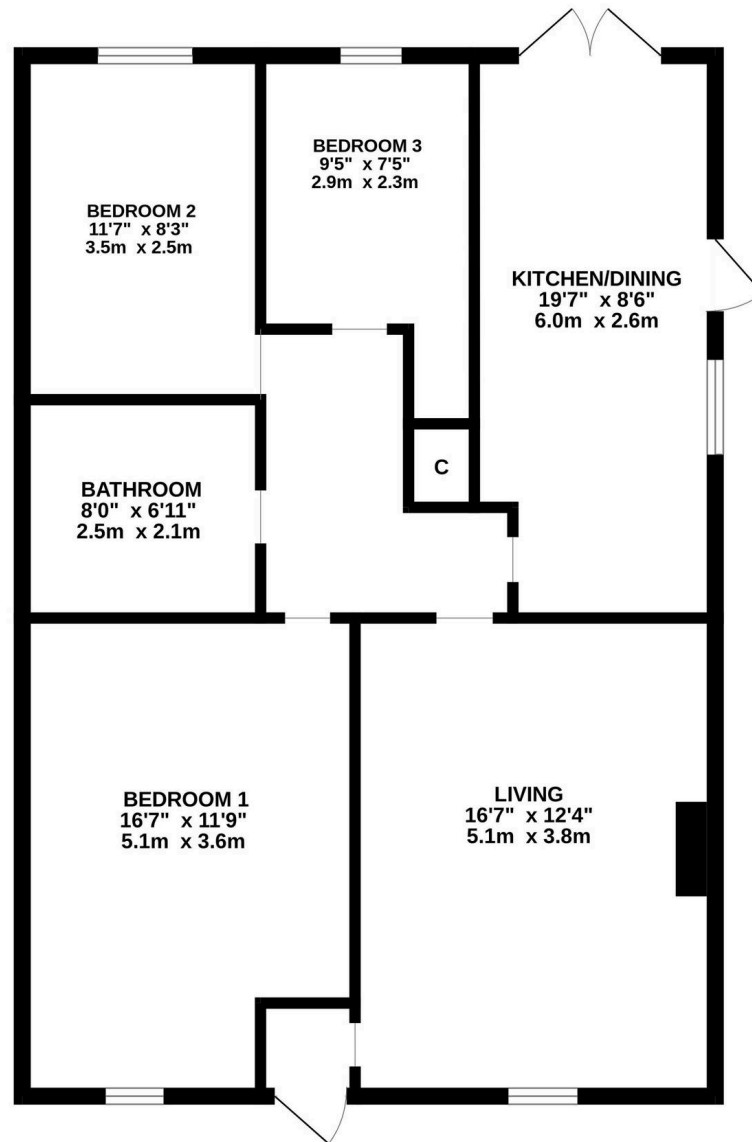 BEDROOM 3
9'5" x 7'5"
2.9m x 2.3m
BEDROOM 2
11'7" x 8'3"
3.5m x 2.5m
KITCHEN/DINING
19'7" x 8'6"
6.0m x 2.6m
C
BATHROOM
8'0" x 6'11"
2.5m x 2.1m
BEDROOM 1
16'7" x 11'9"
5.1m x 3.6m
LIVING
16'7" x 12'4"
5.1m x 3.8m